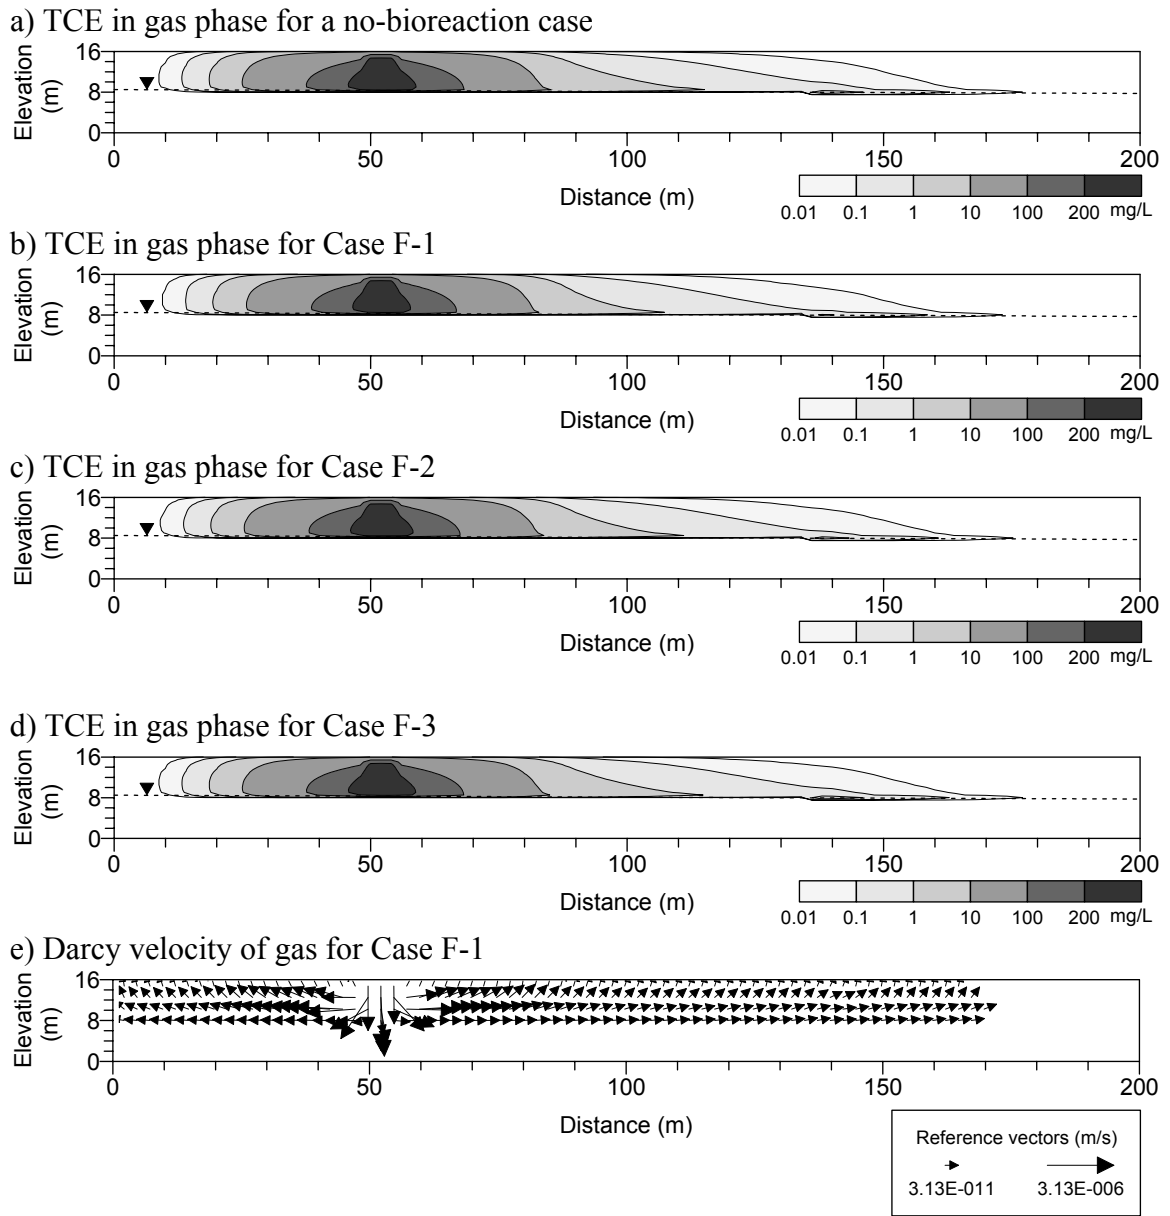 a) TCE in gas phase for a no-bioreaction case
Elevation (m)
16
8
0
0 50 100 150 200
Distance (m)
0.01 0.1 1 10 100 200 mg/L
b) TCE in gas phase for Case F-1
Elevation (m)
16
8
0
0 50 100 150 200
Distance (m)
0.01 0.1 1 10 100 200 mg/L
c) TCE in gas phase for Case F-2
Elevation (m)
16
8
0
0 50 100 150 200
Distance (m)
0.01 0.1 1 10 100 200 mg/L
d) TCE in gas phase for Case F-3
Elevation (m)
16
8
0
0 50 100 150 200
Distance (m)
0.01 0.1 1 10 100 200 mg/L
e) Darcy velocity of gas for Case F-1
Elevation (m)
16
8
0
0 50 100 150 200
Distance (m)
Reference vectors (m/s)
3.13E-011 3.13E-006